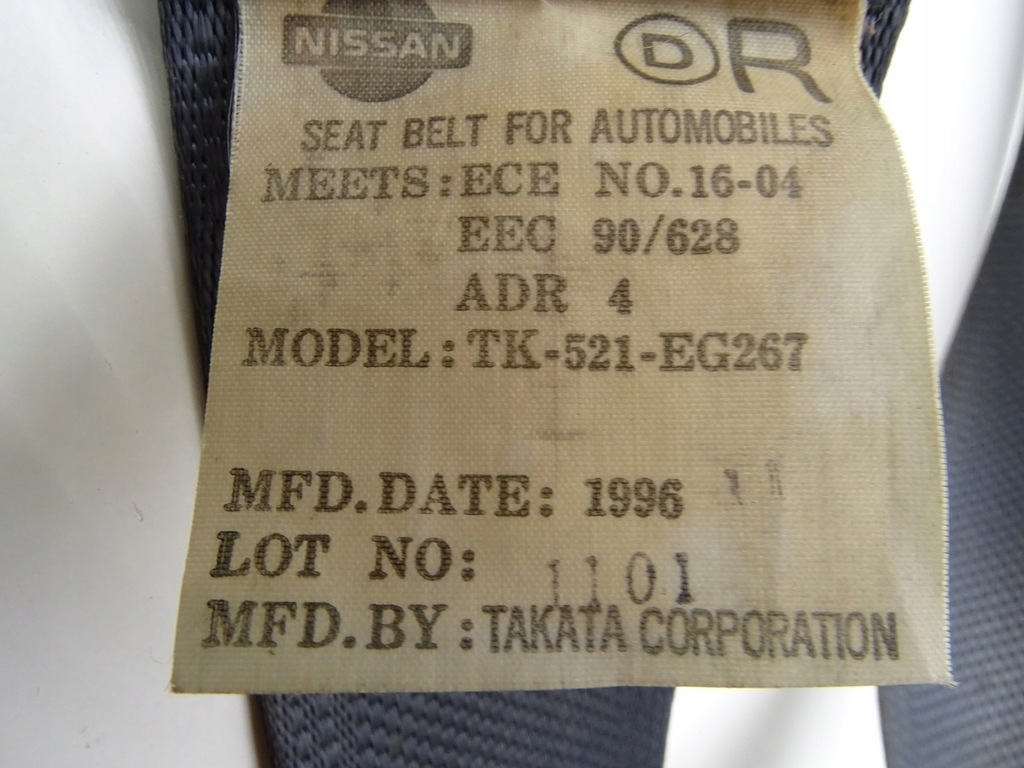 NISSAN D R
SEAT BELT FOR AUTOMOBILES
MEETS: ECE NO.16-04
EEC 90/628
ADR 4
MODEL: TK-521-EG267
MFD.DATE: 1996 11
LOT NO: 1101
MFD.BY: TAKATA CORPORATION